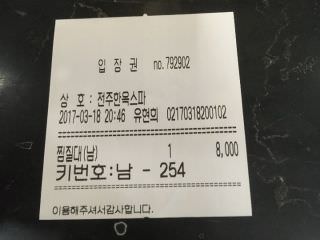 입 장 권 no.792902
상 호 : 전주한옥스파
2017-03-18 20:46 유현희 02170318200102
찜질대(남) 1 8,000
키번호:남 - 254
이용해주셔서감사합니다.